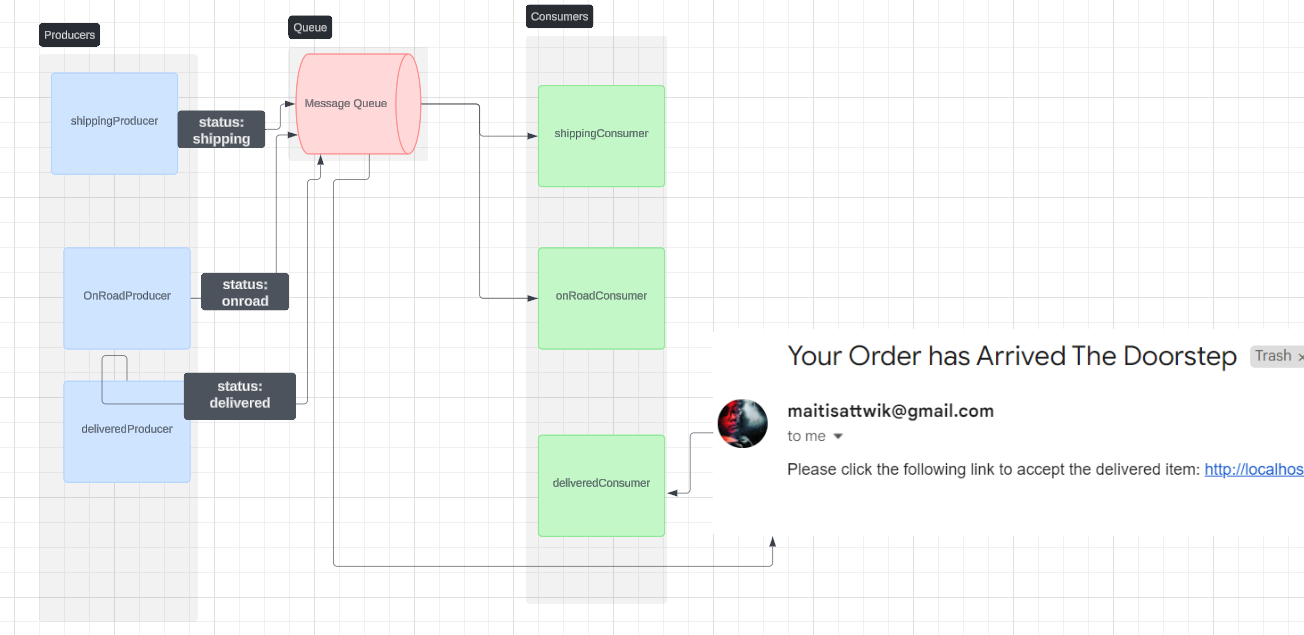 Producers
Queue
Consumers
shippingProducer
status:
shipping
Message Queue
shippingConsumer
OnRoadProducer
status:
onroad
onRoadConsumer
deliveredProducer
status:
delivered
deliveredConsumer
Your Order has Arrived The Doorstep
Trash x
maitisattwik@gmail.com
to me
Please click the following link to accept the delivered item: http://localhos